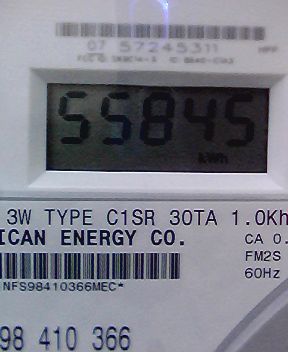 07 57245311
55845
kWh
3W TYPE C1SR 30TA 1.0Kh
ICAN ENERGY CO.
CA 0.
FM2S
60Hz
NFS98410366MEC*
98 410 366